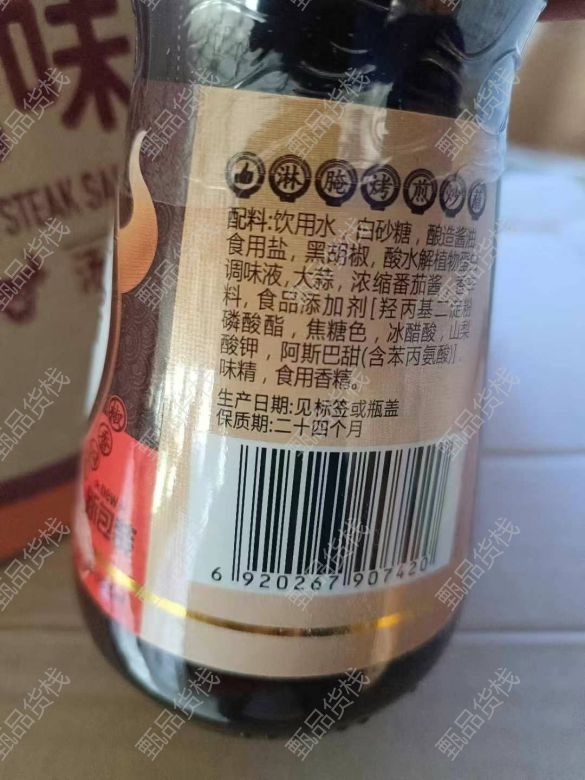 味
STEAK SA
淋腌烤煎炒
配料:饮用水，白砂糖，酿造酱油
食用盐，黑胡椒，酸水解植物蛋白
调味液，大蒜，浓缩番茄酱，香辛
料，食品添加剂[羟丙基二淀粉
磷酸酯，焦糖色，冰醋酸，山梨
酸钾，阿斯巴甜(含苯丙氨酸)]
味精，食用香精。
生产日期:见标签或瓶盖
保质期:二十四个月
new
新包装
6 920267 907420
甄品货栈